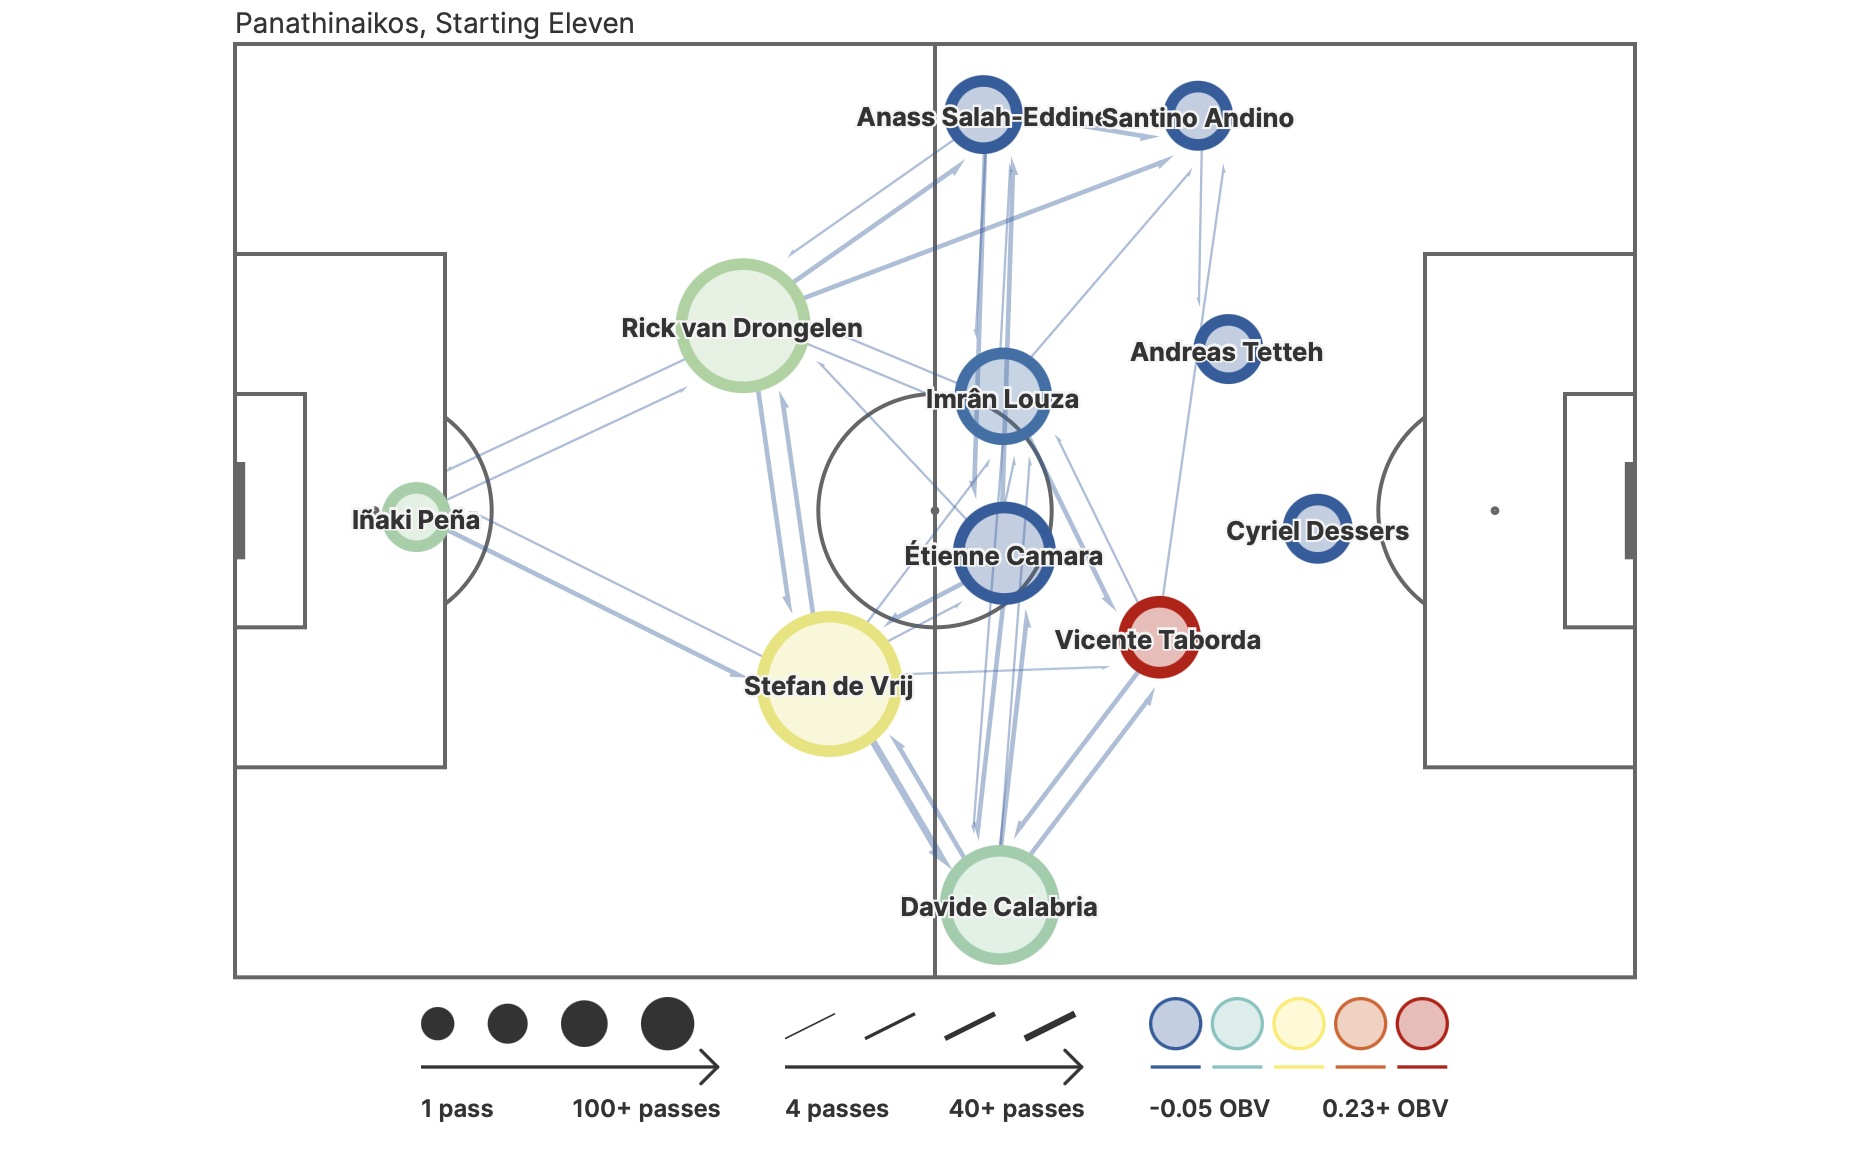 Panathinaikos, Starting Eleven
Anass Salah-Eddine
Santino Andino
Rick van Drongelen
Andreas Tetteh
Imrân Louza
Iñaki Peña
Cyriel Dessers
Étienne Camara
Vicente Taborda
Stefan de Vrij
Davide Calabria
1 pass
100+ passes
4 passes
40+ passes
-0.05 OBV
0.23+ OBV